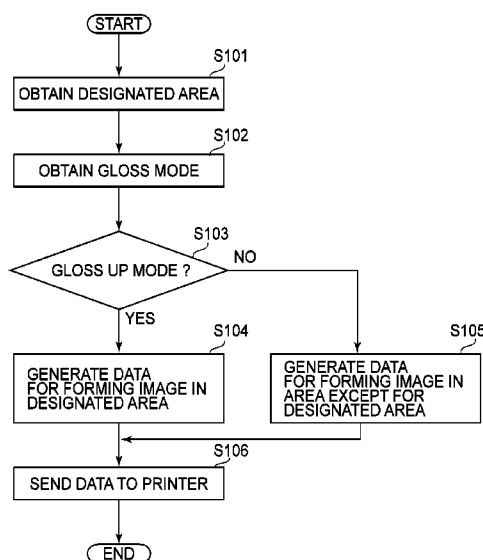 START
S101
OBTAIN DESIGNATED AREA
S102
OBTAIN GLOSS MODE
S103
GLOSS UP MODE ?
NO
YES
S104
GENERATE DATA
FOR FORMING IMAGE IN
DESIGNATED AREA
S105
GENERATE DATA
FOR FORMING IMAGE IN
AREA EXCEPT FOR
DESIGNATED AREA
S106
SEND DATA TO PRINTER
END